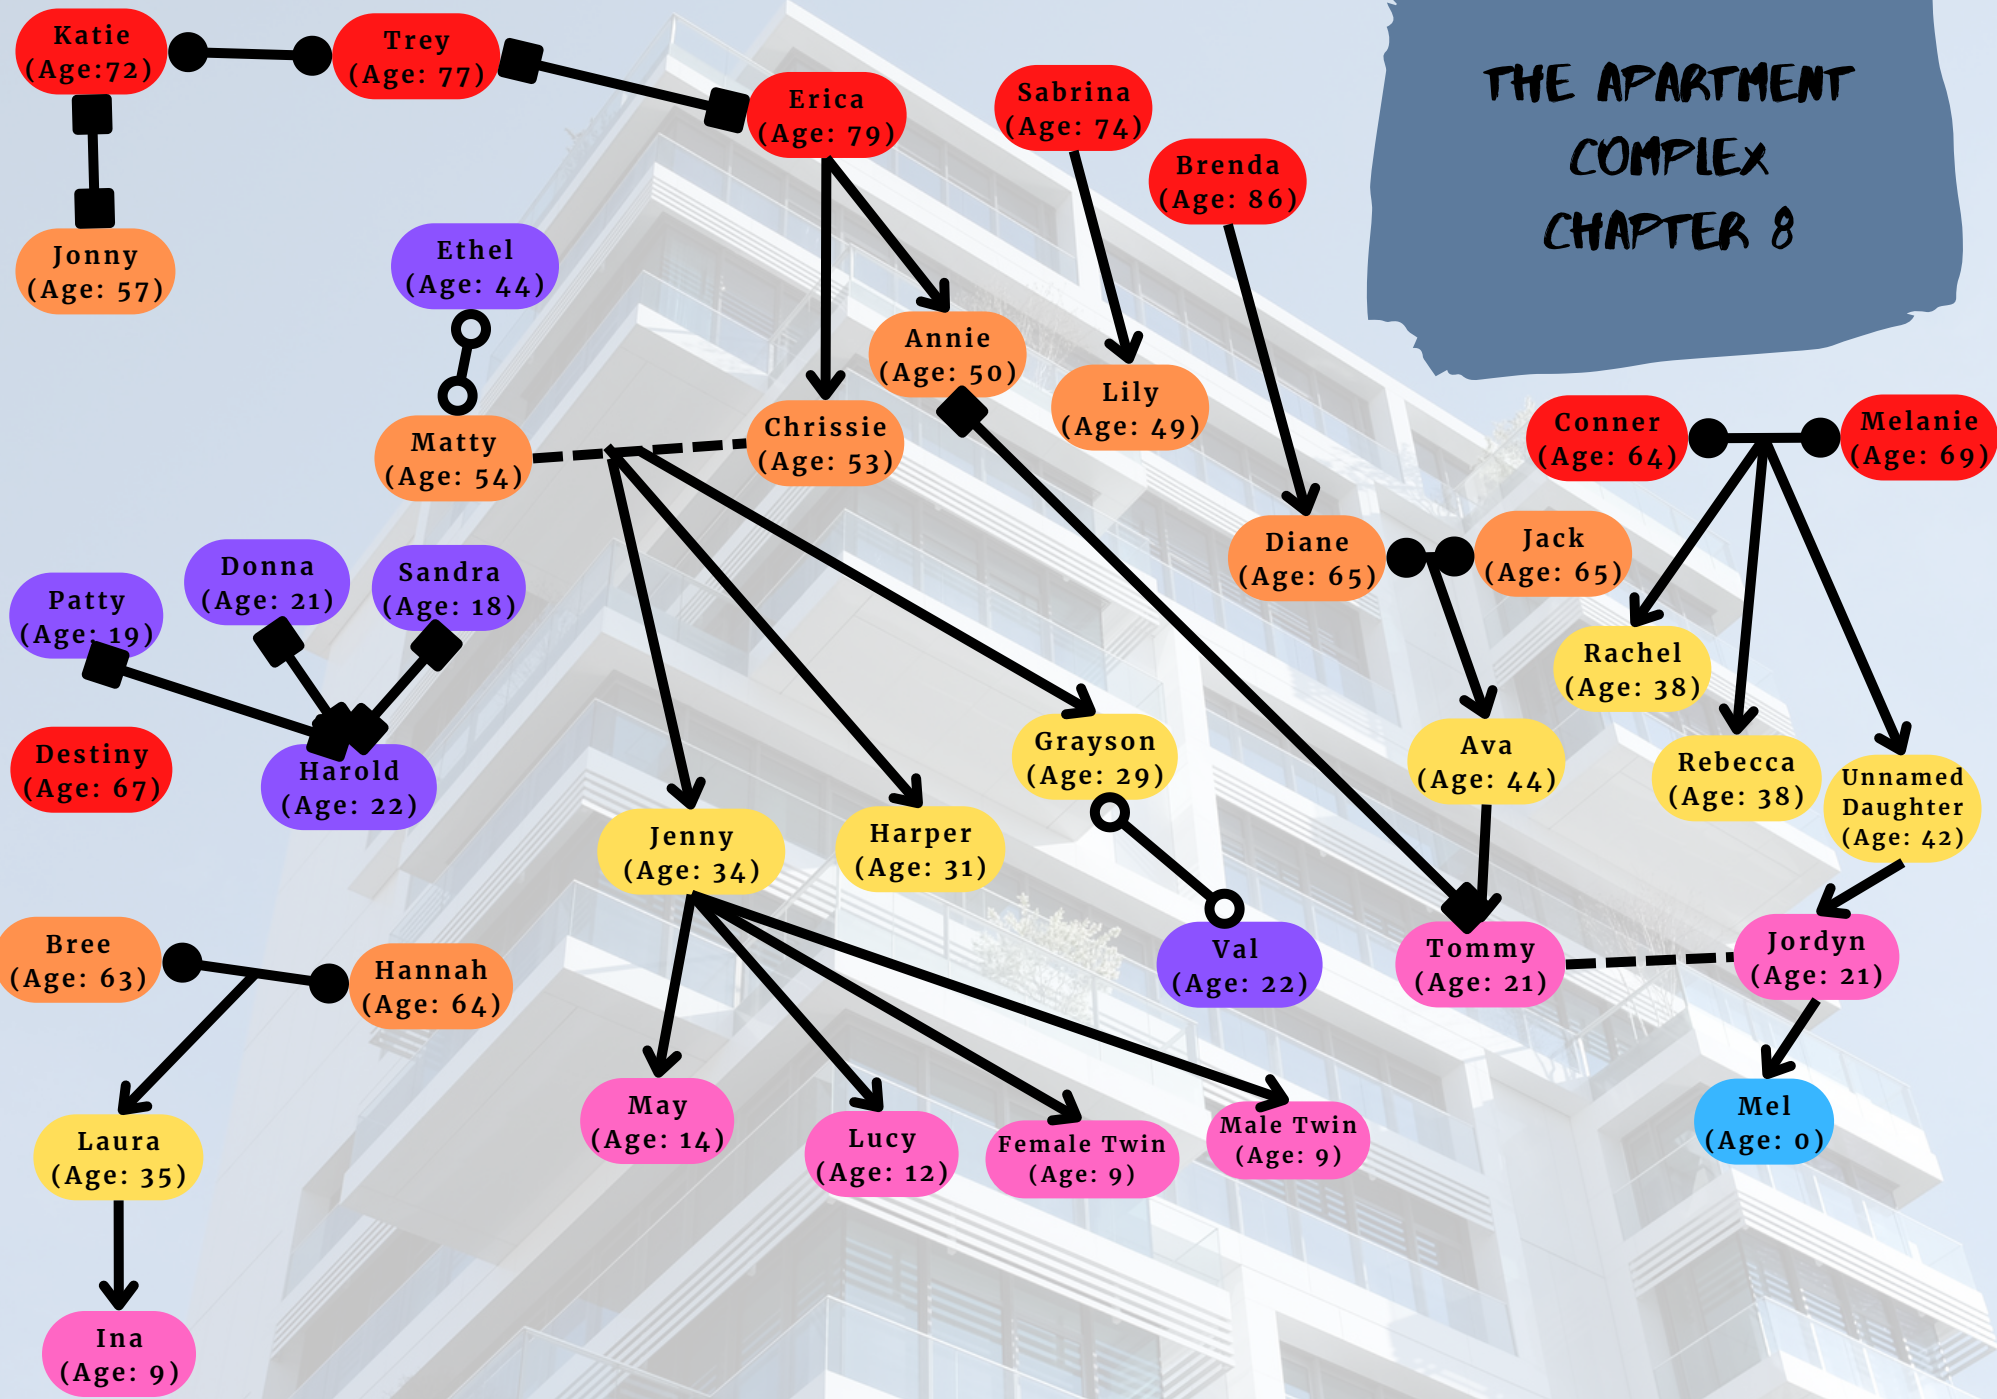 THE APARTMENT
COMPLEX
CHAPTER 8
Katie
(Age:72)
Trey
(Age: 77)
Erica
(Age: 79)
Sabrina
(Age: 74)
Brenda
(Age: 86)
Jonny
(Age: 57)
Ethel
(Age: 44)
Annie
(Age: 50)
Lily
(Age: 49)
Matty
(Age: 54)
Chrissie
(Age: 53)
Conner
(Age: 64)
Melanie
(Age: 69)
Diane
(Age: 65)
Jack
(Age: 65)
Patty
(Age: 19)
Donna
(Age: 21)
Sandra
(Age: 18)
Rachel
(Age: 38)
Destiny
(Age: 67)
Harold
(Age: 22)
Grayson
(Age: 29)
Ava
(Age: 44)
Rebecca
(Age: 38)
Unnamed
Daughter
(Age: 42)
Jenny
(Age: 34)
Harper
(Age: 31)
Bree
(Age: 63)
Hannah
(Age: 64)
Val
(Age: 22)
Tommy
(Age: 21)
Jordyn
(Age: 21)
Laura
(Age: 35)
May
(Age: 14)
Lucy
(Age: 12)
Female Twin
(Age: 9)
Male Twin
(Age: 9)
Mel
(Age: 0)
Ina
(Age: 9)